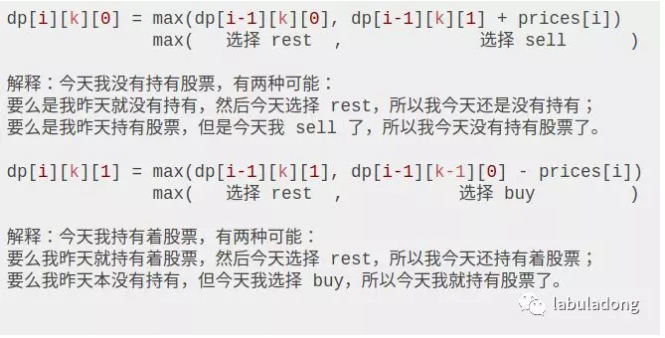 dp[i][k][0] = max(dp[i-1][k][0], dp[i-1][k][1] + prices[i])
max( 选择 rest , 选择 sell )
解释：今天我没有持有股票，有两种可能：
要么是我昨天就没有持有，然后今天选择 rest，所以我今天还是没有持有；
要么是我昨天持有股票，但是今天我 sell 了，所以我今天没有持有股票了。
dp[i][k][1] = max(dp[i-1][k][1], dp[i-1][k-1][0] - prices[i])
max( 选择 rest , 选择 buy )
解释：今天我持有着股票，有两种可能：
要么我昨天就持有着股票，然后今天选择 rest，所以我今天还持有着股票；
要么我昨天本没有持有，但今天我选择 buy，所以今天我就持有股票了。
labuladong